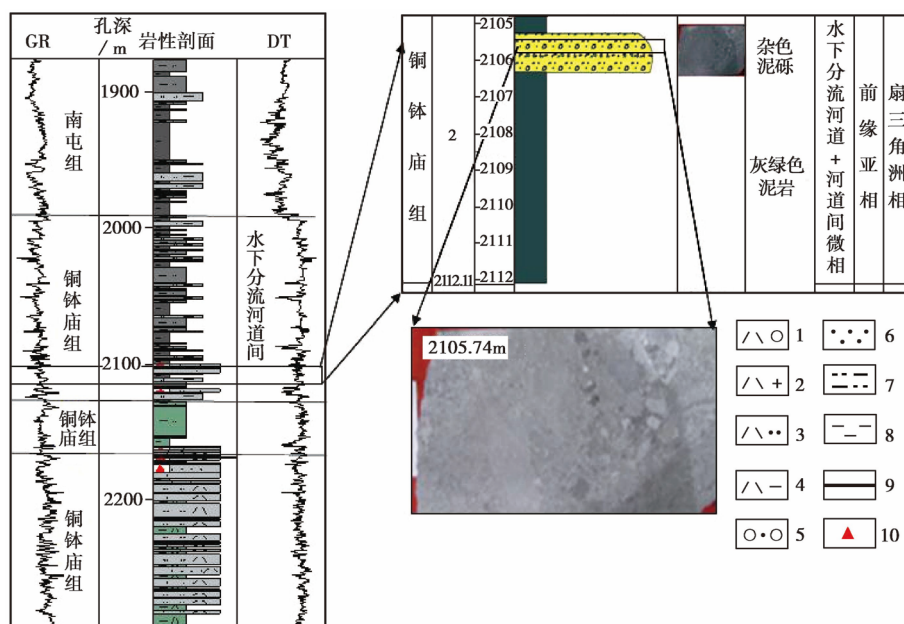 GR
孔深
/ m
岩性剖面
DT
1900
2000
2100
2200
南屯组
铜钵庙组
铜钵
庙组
铜钵庙组
水下分流河道间
铜钵庙组
2
2112.11
2105
2106
2107
2108
2109
2110
2111
2112
杂色
泥砾
灰绿色
泥岩
水下分流河道+河道间微相
前缘亚相
扇三角洲相
2105.74m
1
2
3
4
5
6
7
8
9
10